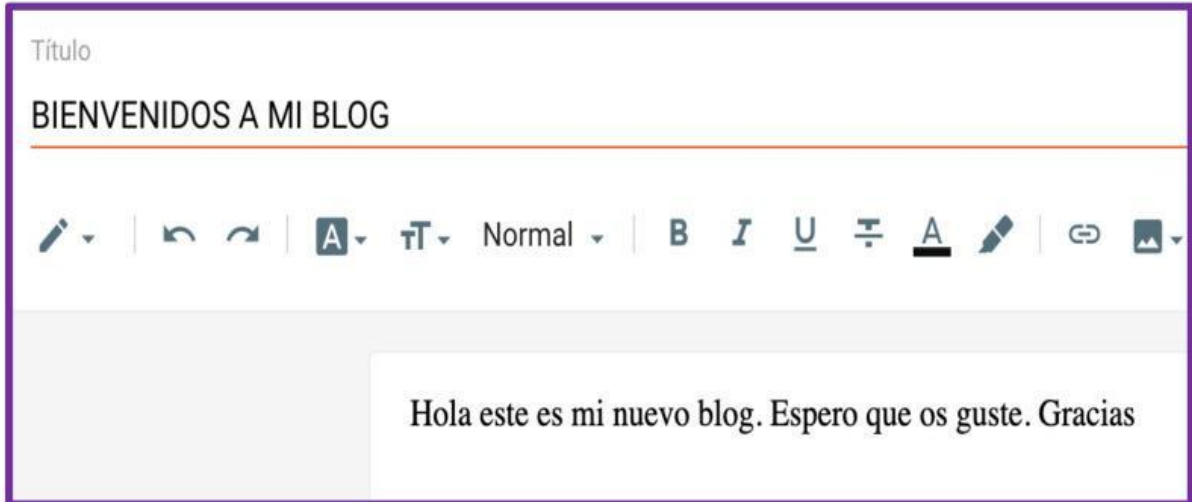 Título
BIENVENIDOS A MI BLOG
Normal B I U T A
Hola este es mi nuevo blog. Espero que os guste. Gracias